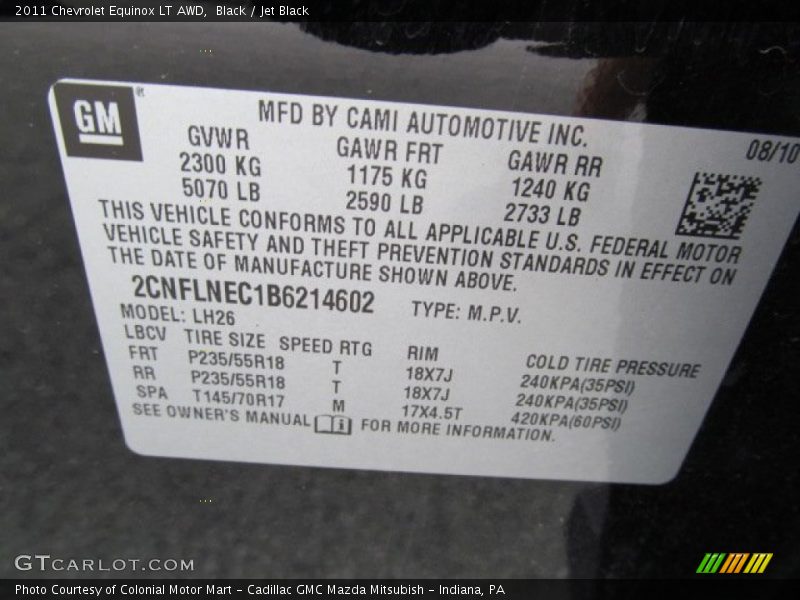 2011 Chevrolet Equinox LT AWD, Black / Jet Black
GM®
MFD BY CAMI AUTOMOTIVE INC.
08/10
GVWR GAWR FRT GAWR RR
2300 KG 1175 KG 1240 KG
5070 LB 2590 LB 2733 LB
THIS VEHICLE CONFORMS TO ALL APPLICABLE U.S. FEDERAL MOTOR
VEHICLE SAFETY AND THEFT PREVENTION STANDARDS IN EFFECT ON
THE DATE OF MANUFACTURE SHOWN ABOVE.
2CNFLNEC1B6214602 TYPE: M.P.V.
MODEL: LH26
LBCV TIRE SIZE SPEED RTG RIM COLD TIRE PRESSURE
FRT P235/55R18 T 18X7J 240KPA(35PSI)
RR P235/55R18 T 18X7J 240KPA(35PSI)
SPA T145/70R17 M 17X4.5T 420KPA(60PSI)
SEE OWNER'S MANUAL i FOR MORE INFORMATION.
GTCARLOT.COM
Photo Courtesy of Colonial Motor Mart – Cadillac GMC Mazda Mitsubish – Indiana, PA